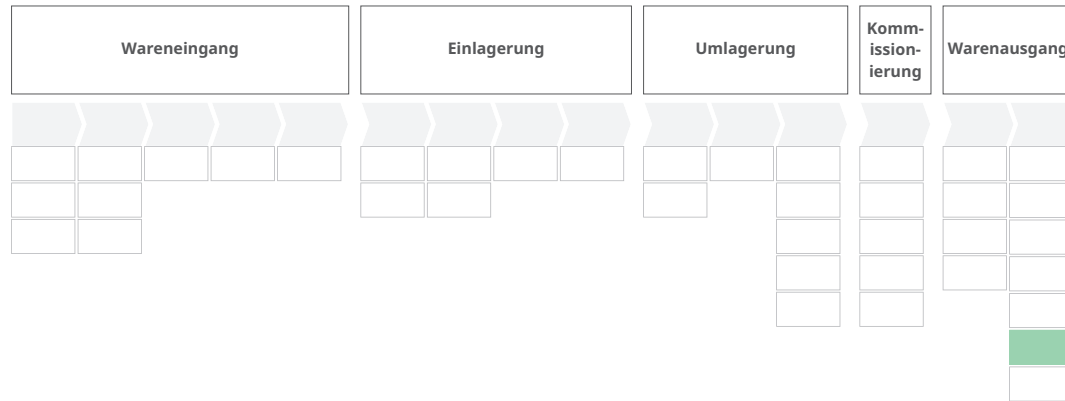 Wareneingang
Einlagerung
Umlagerung
Komm-
ission-
ierung
Warenausgang